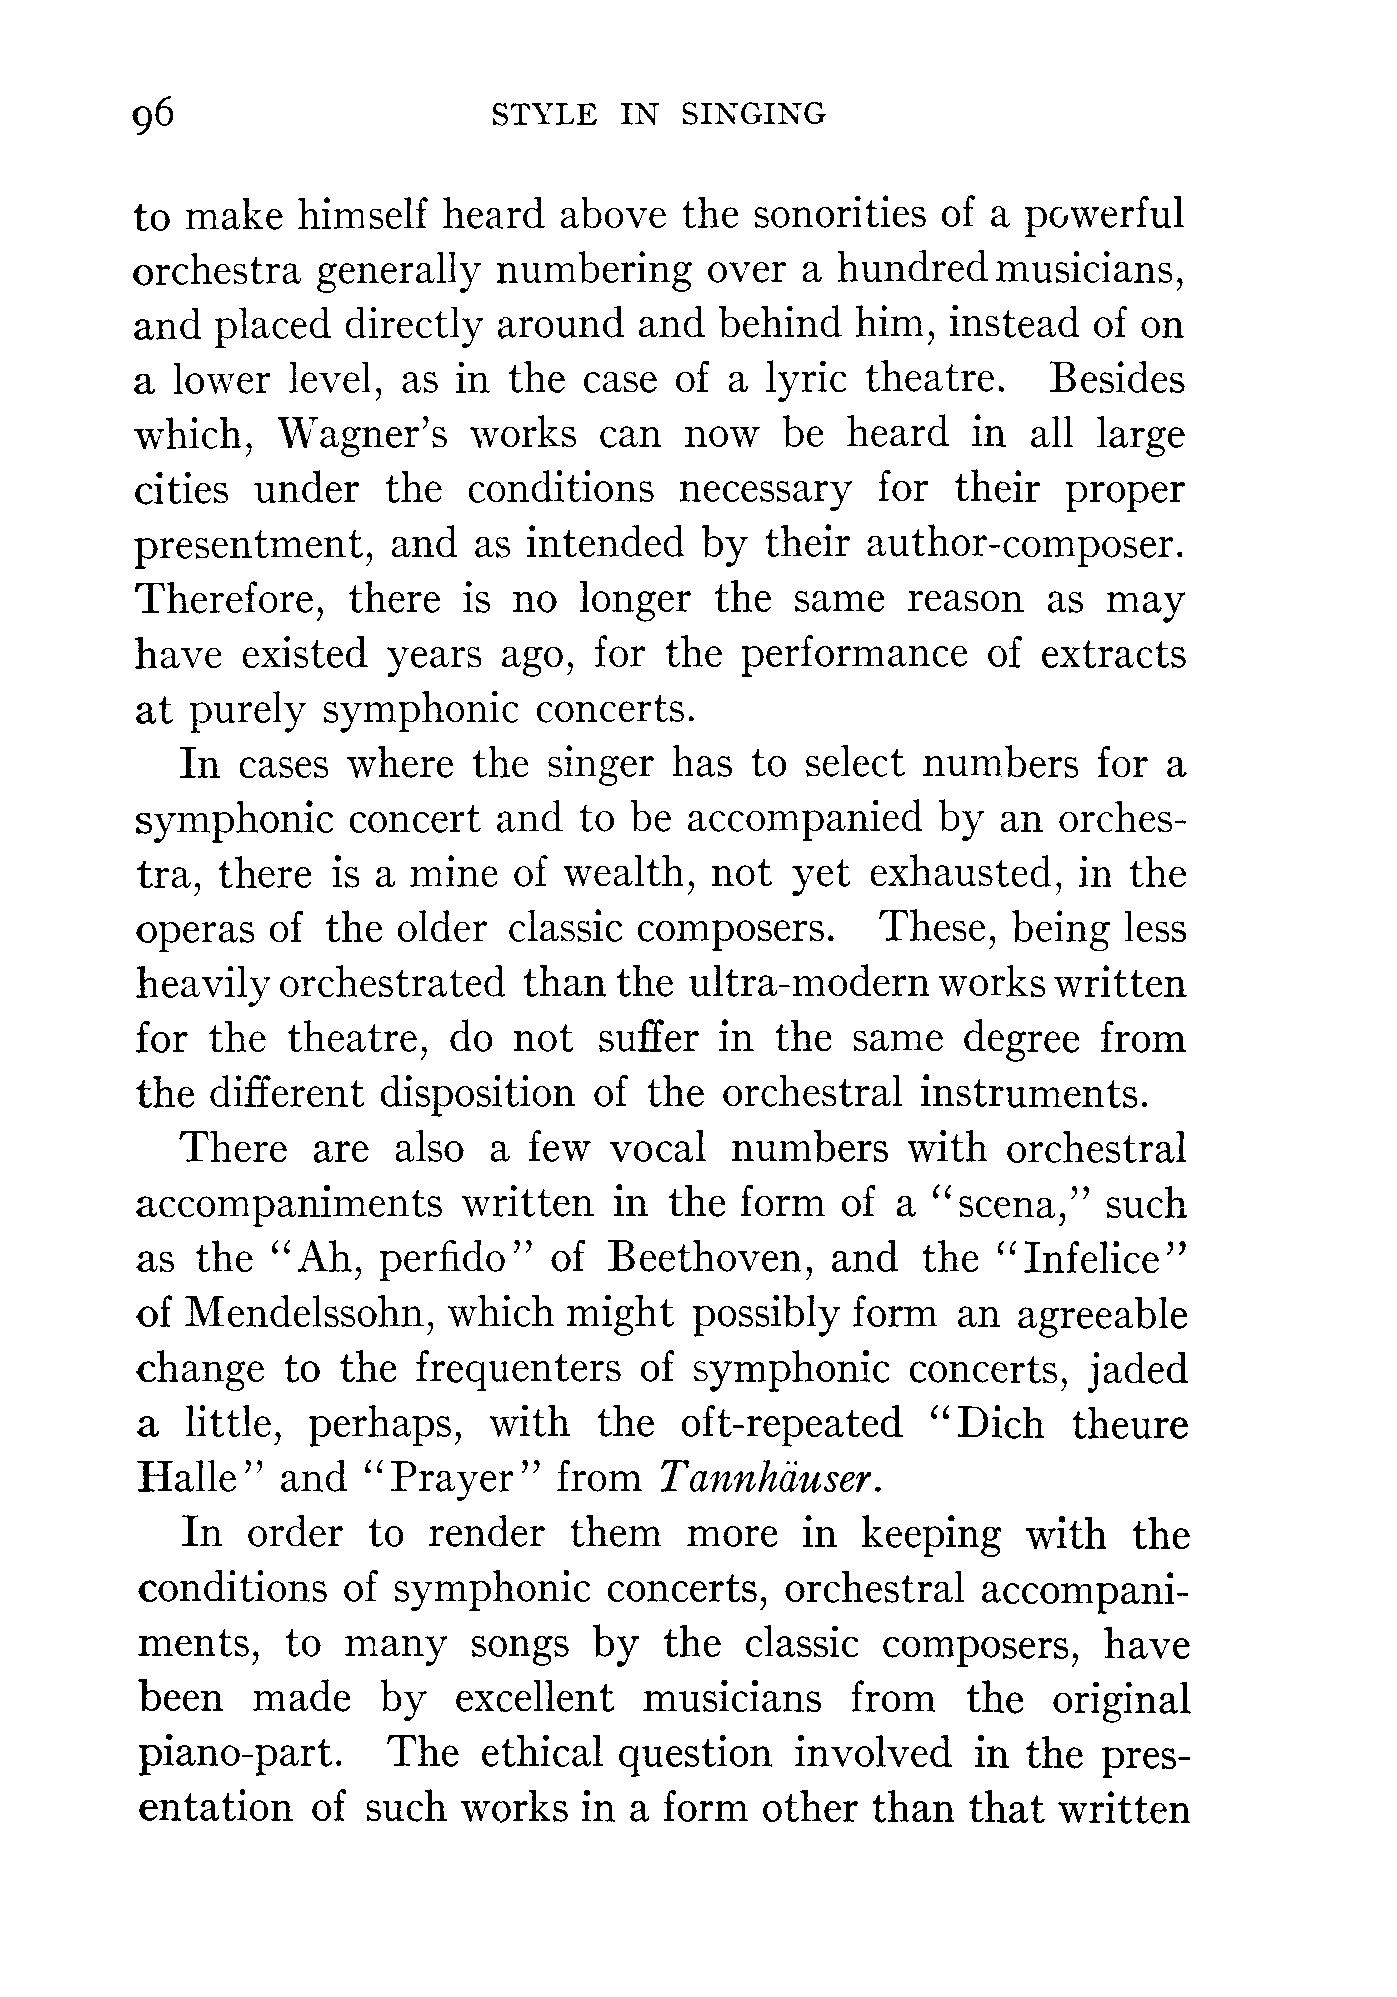 96 STYLE IN SINGING
to make himself heard above the sonorities of a powerful
orchestra generally numbering over a hundred musicians,
and placed directly around and behind him, instead of on
a lower level, as in the case of a lyric theatre. Besides
which, Wagner's works can now be heard in all large
cities under the conditions necessary for their proper
presentment, and as intended by their author-composer.
Therefore, there is no longer the same reason as may
have existed years ago, for the performance of extracts
at purely symphonic concerts.
In cases where the singer has to select numbers for a
symphonic concert and to be accompanied by an orches-
tra, there is a mine of wealth, not yet exhausted, in the
operas of the older classic composers. These, being less
heavily orchestrated than the ultra-modern works written
for the theatre, do not suffer in the same degree from
the different disposition of the orchestral instruments.
There are also a few vocal numbers with orchestral
accompaniments written in the form of a "scena," such
as the "Ah, perfido" of Beethoven, and the "Infelice"
of Mendelssohn, which might possibly form an agreeable
change to the frequenters of symphonic concerts, jaded
a little, perhaps, with the oft-repeated "Dich theure
Halle" and "Prayer" from Tannhäuser.
In order to render them more in keeping with the
conditions of symphonic concerts, orchestral accompani-
ments, to many songs by the classic composers, have
been made by excellent musicians from the original
piano-part. The ethical question involved in the pres-
entation of such works in a form other than that written